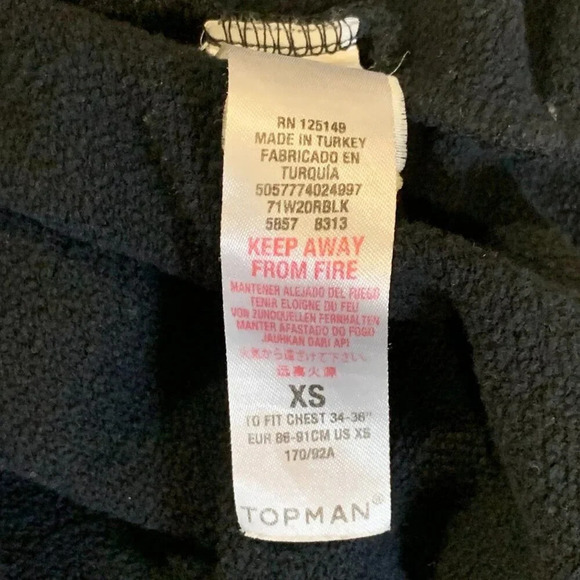 RN 125149
MADE IN TURKEY
FABRICADO EN
TURQUÍA
5057774024997
71W20RBLK
5857 8313
KEEP AWAY
FROM FIRE
MANTENER ALEJADO DEL FUEGO
TENIR ELOIGNE DU FEU
VON ZUNDQUELLEN FERNHALTEN
MANTER AFASTADO DO FOGO
JAUHKAN DARI API
火気から遠ざけて下さい。
远离火源
XS
TO FIT CHEST 34-36"
EUR 86-91CM US XS
170/92A
TOPMAN®